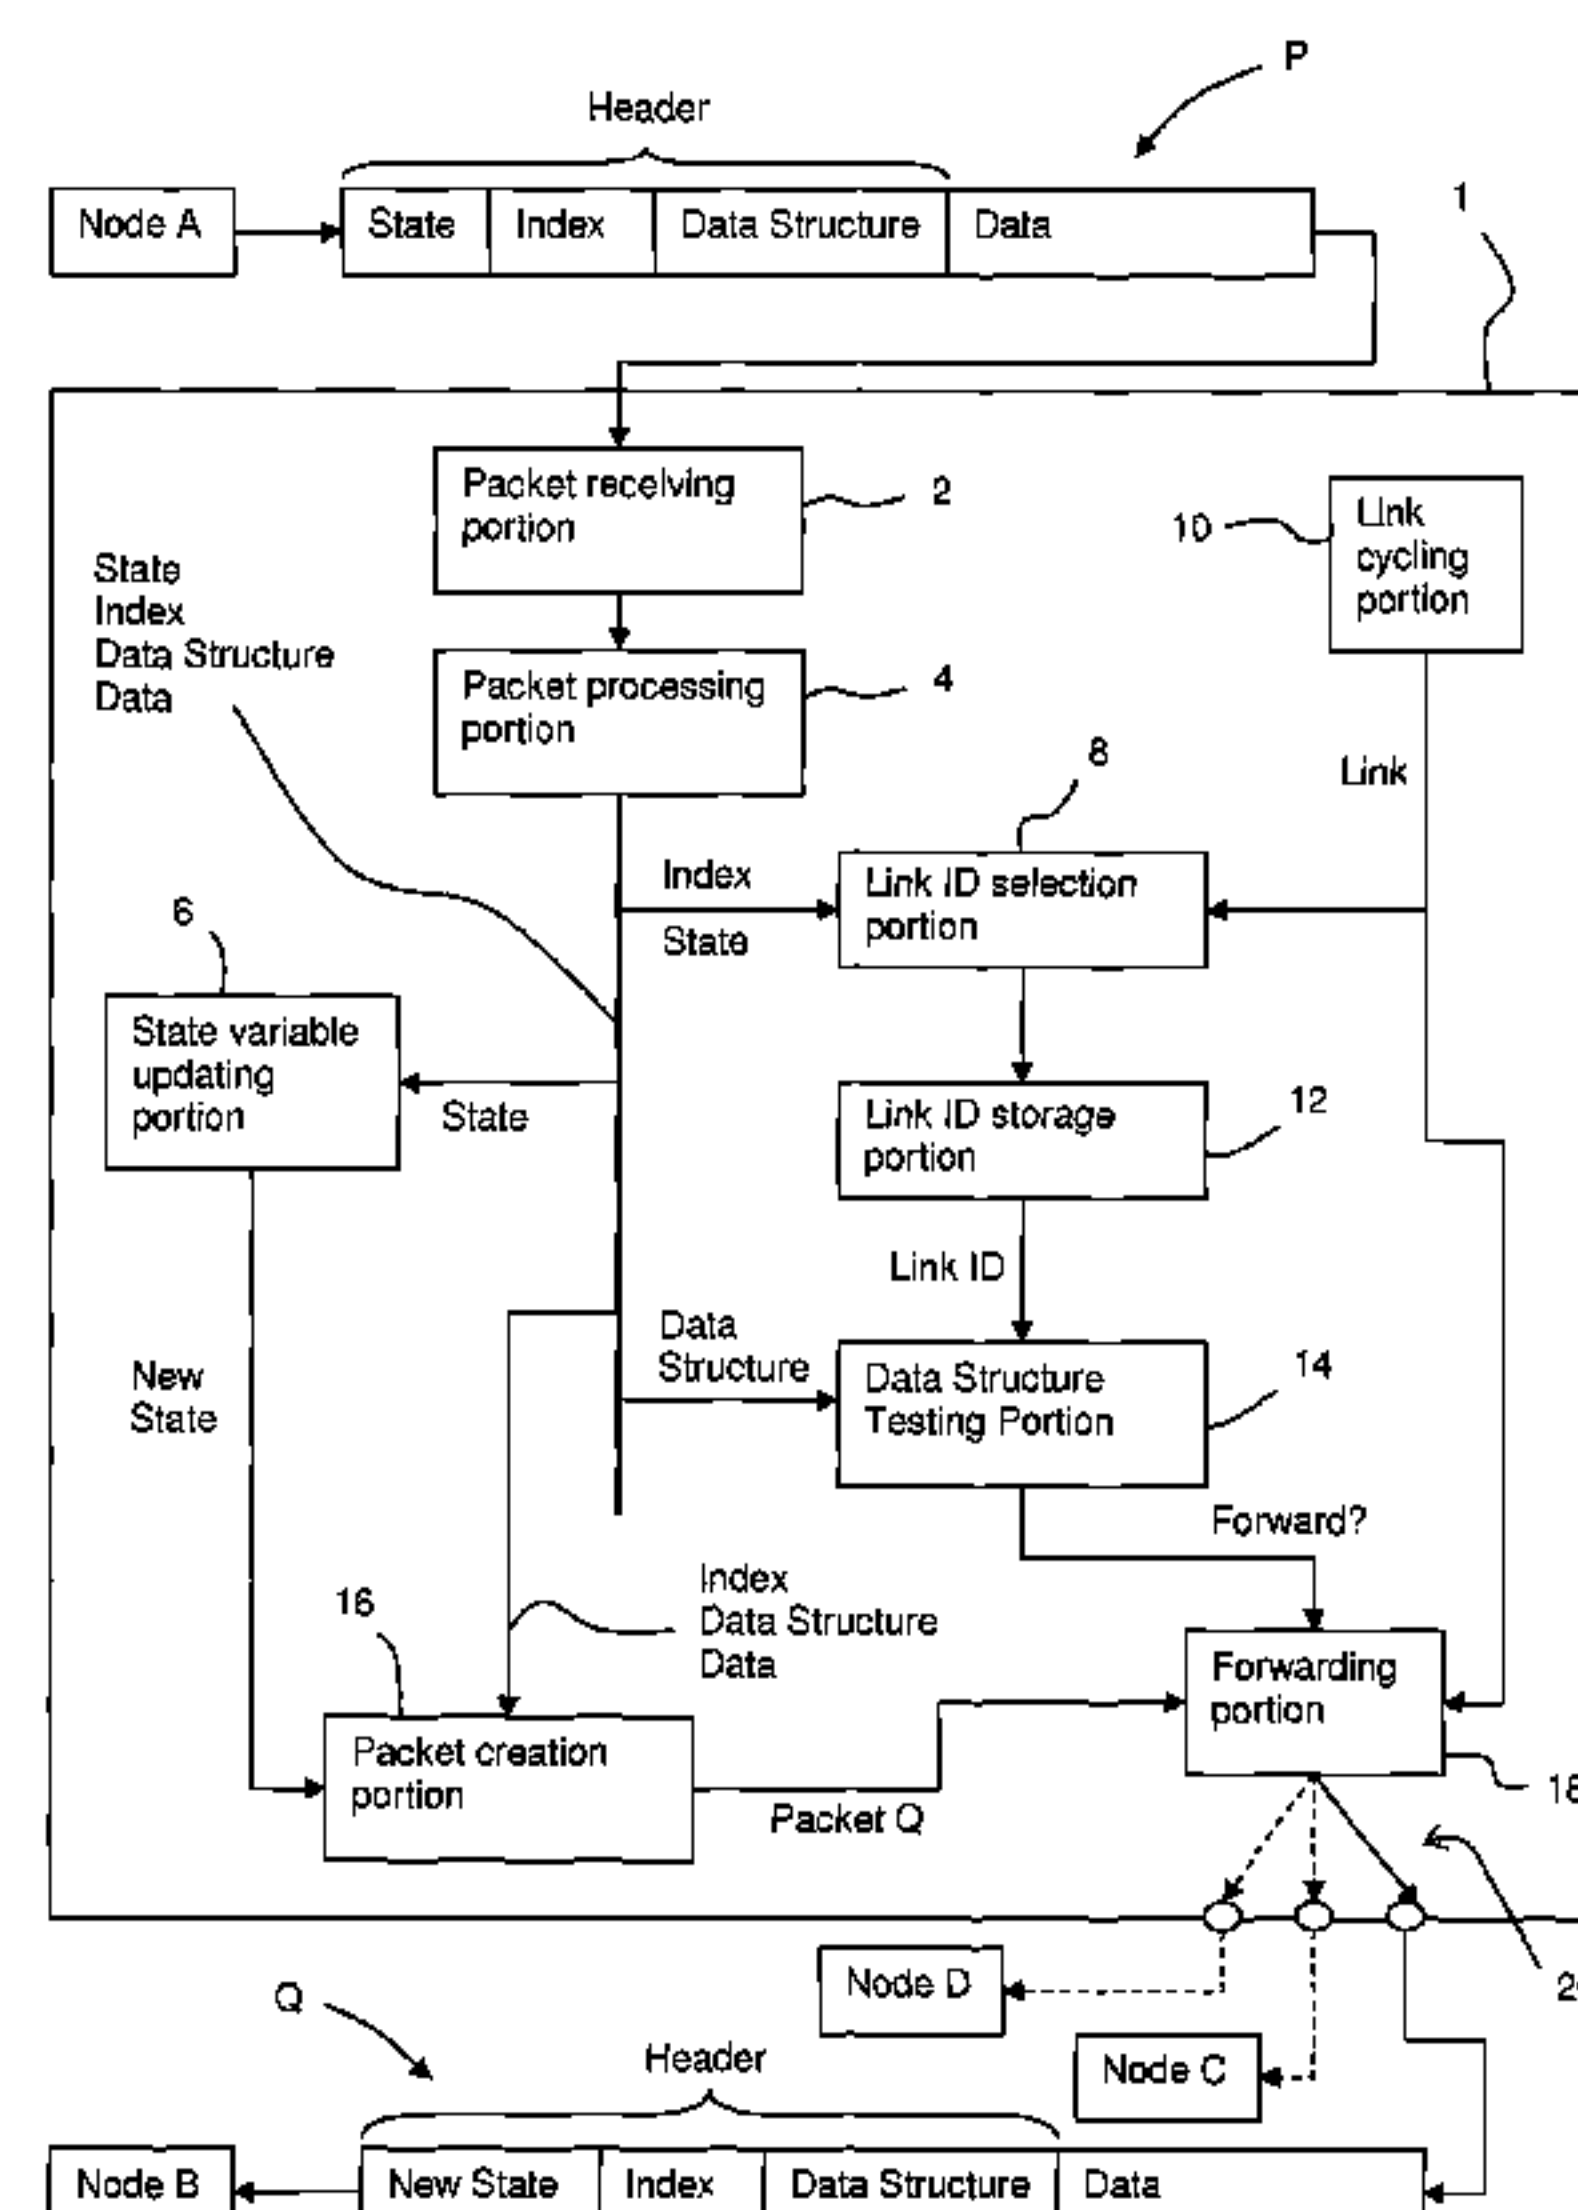 P
Header
Node A
State
Index
Data Structure
Data
1
Packet receiving
portion
2
Link
cycling
portion
10
State
Index
Data Structure
Data
Packet processing
portion
4
8
Link
Index
State
Link ID selection
portion
6
State variable
updating
portion
State
Link ID storage
portion
12
Link ID
Data
Structure
Data Structure
Testing Portion
14
New
State
Forward?
Index
Data Structure
Data
16
Forwarding
portion
Packet creation
portion
18
Packet Q
Node D
Q
Header
Node C
Node B
New State
Index
Data Structure
Data